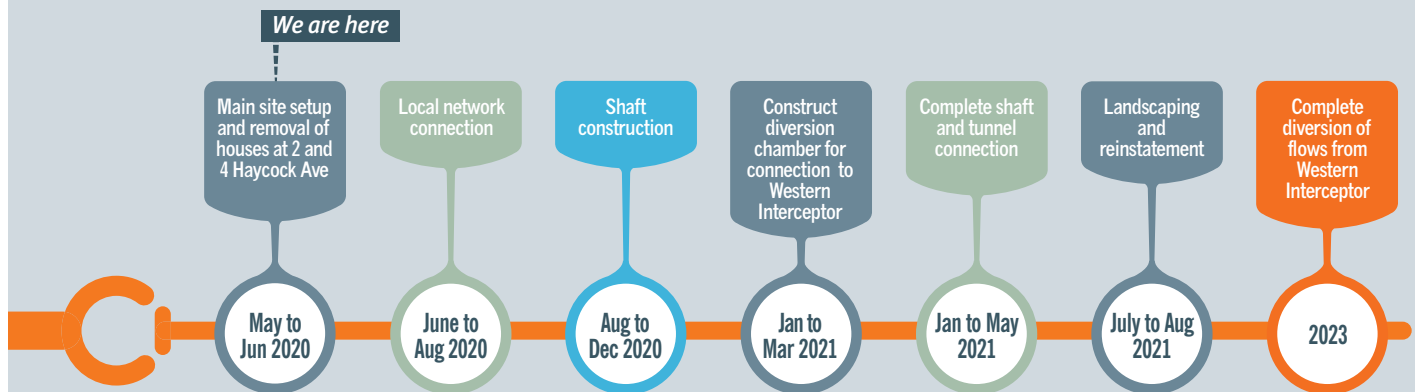 We are here
Main site setup
and removal of
houses at 2 and
4 Haycock Ave
Local network
connection
Shaft
construction
Construct
diversion
chamber for
connection to
Western
Interceptor
Complete shaft
and tunnel
connection
Landscaping
and
reinstatement
Complete
diversion of
flows from
Western
Interceptor
May to
Jun 2020
June to
Aug 2020
Aug to
Dec 2020
Jan to
Mar 2021
Jan to May
2021
July to Aug
2021
2023